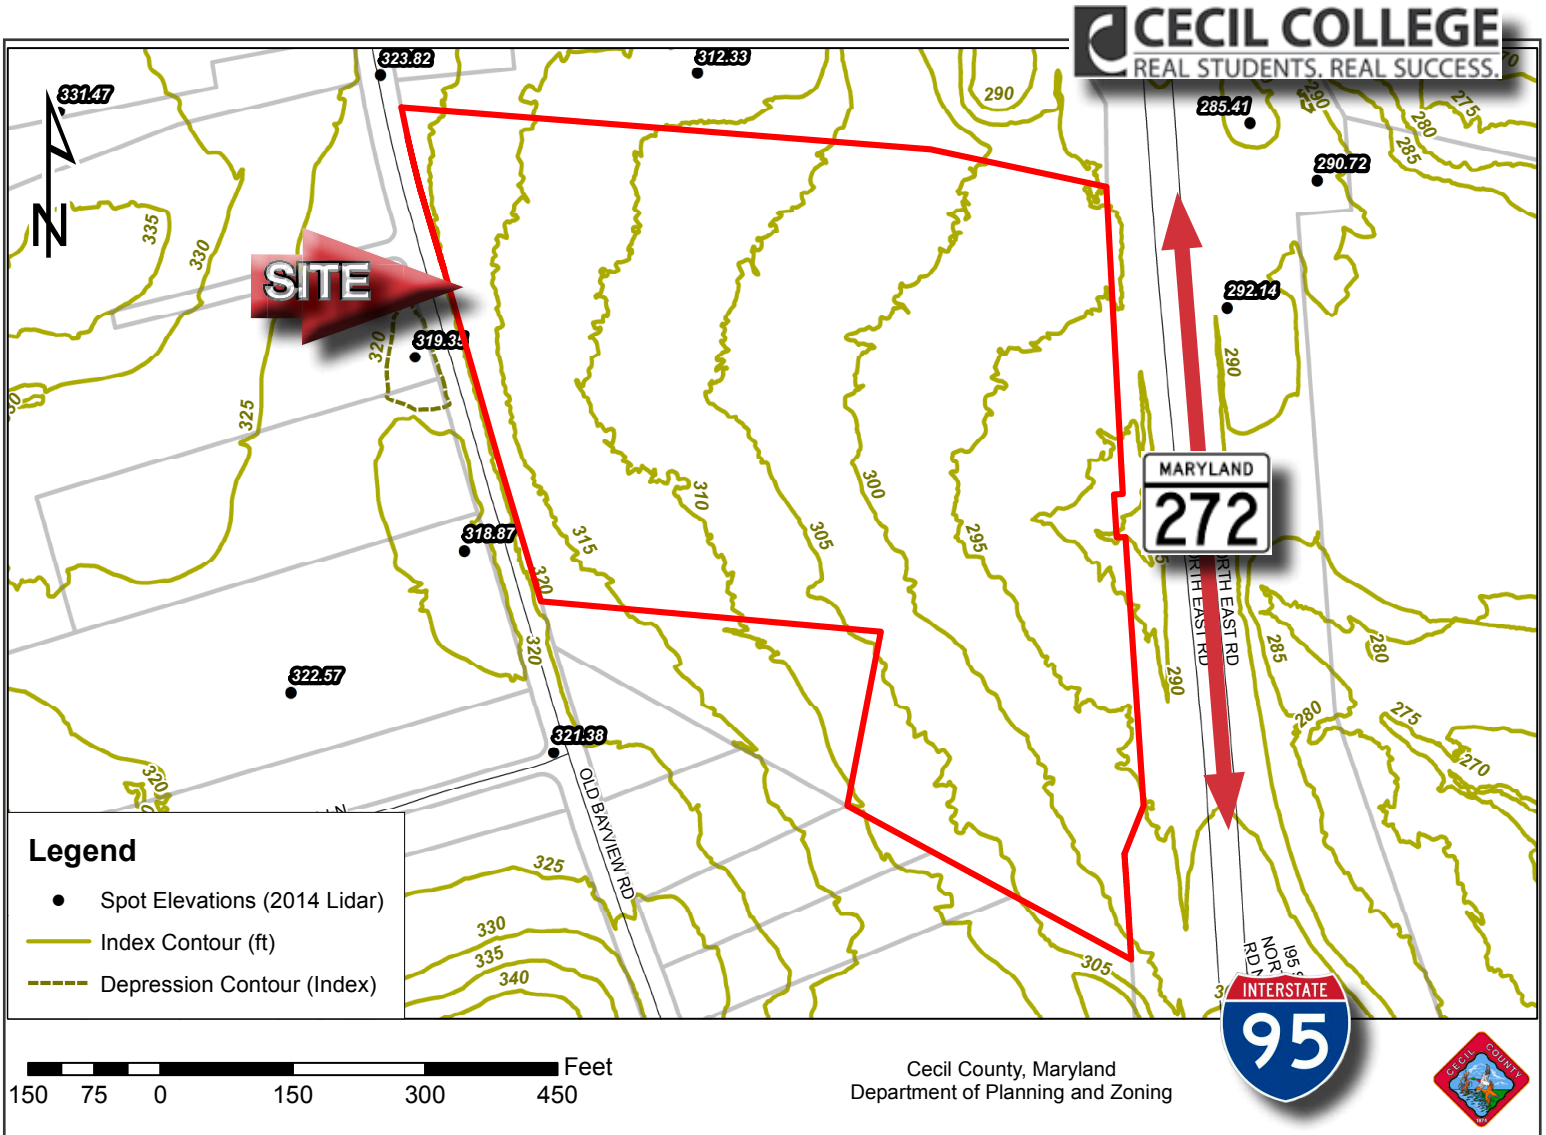 CECIL COLLEGE
REAL STUDENTS. REAL SUCCESS.
323.82
312.33
331.47
290
285.41
290
275
280
285
290.72
335
330
N
SITE
292.14
320
319.35
290
325
310
300
305
295
315
318.87
MARYLAND
272
320
320
NORTH EAST RD
285
280
290
322.57
321.38
280
275
270
320
OLD BAYVIEW RD
325
330
335
340
305
Legend
Spot Elevations (2014 Lidar)
Index Contour (ft)
Depression Contour (Index)
INTERSTATE
95
Feet
150 75 0 150 300 450
Cecil County, Maryland
Department of Planning and Zoning
CECIL COUNTY